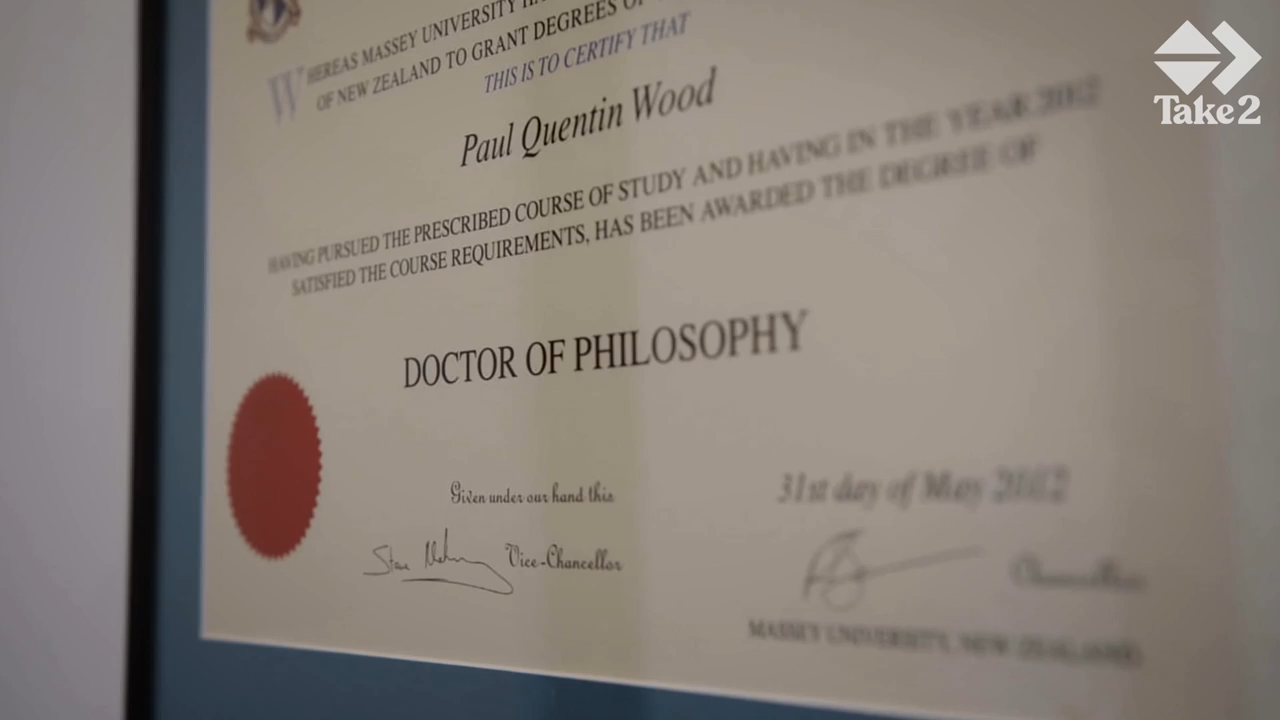 WHEREAS MASSEY UNIVERSITY
OF NEW ZEALAND TO GRANT DEGREES
THIS IS TO CERTIFY THAT
Paul Quentin Wood
HAVING PURSUED THE PRESCRIBED COURSE OF STUDY AND HAVING IN THE YEAR 2012
SATISFIED THE COURSE REQUIREMENTS, HAS BEEN AWARDED THE DEGREE OF
DOCTOR OF PHILOSOPHY
Given under our hand this
31st day of May 2012
Vice-Chancellor
Chancellor
MASSEY UNIVERSITY, NEW ZEALAND
Take2